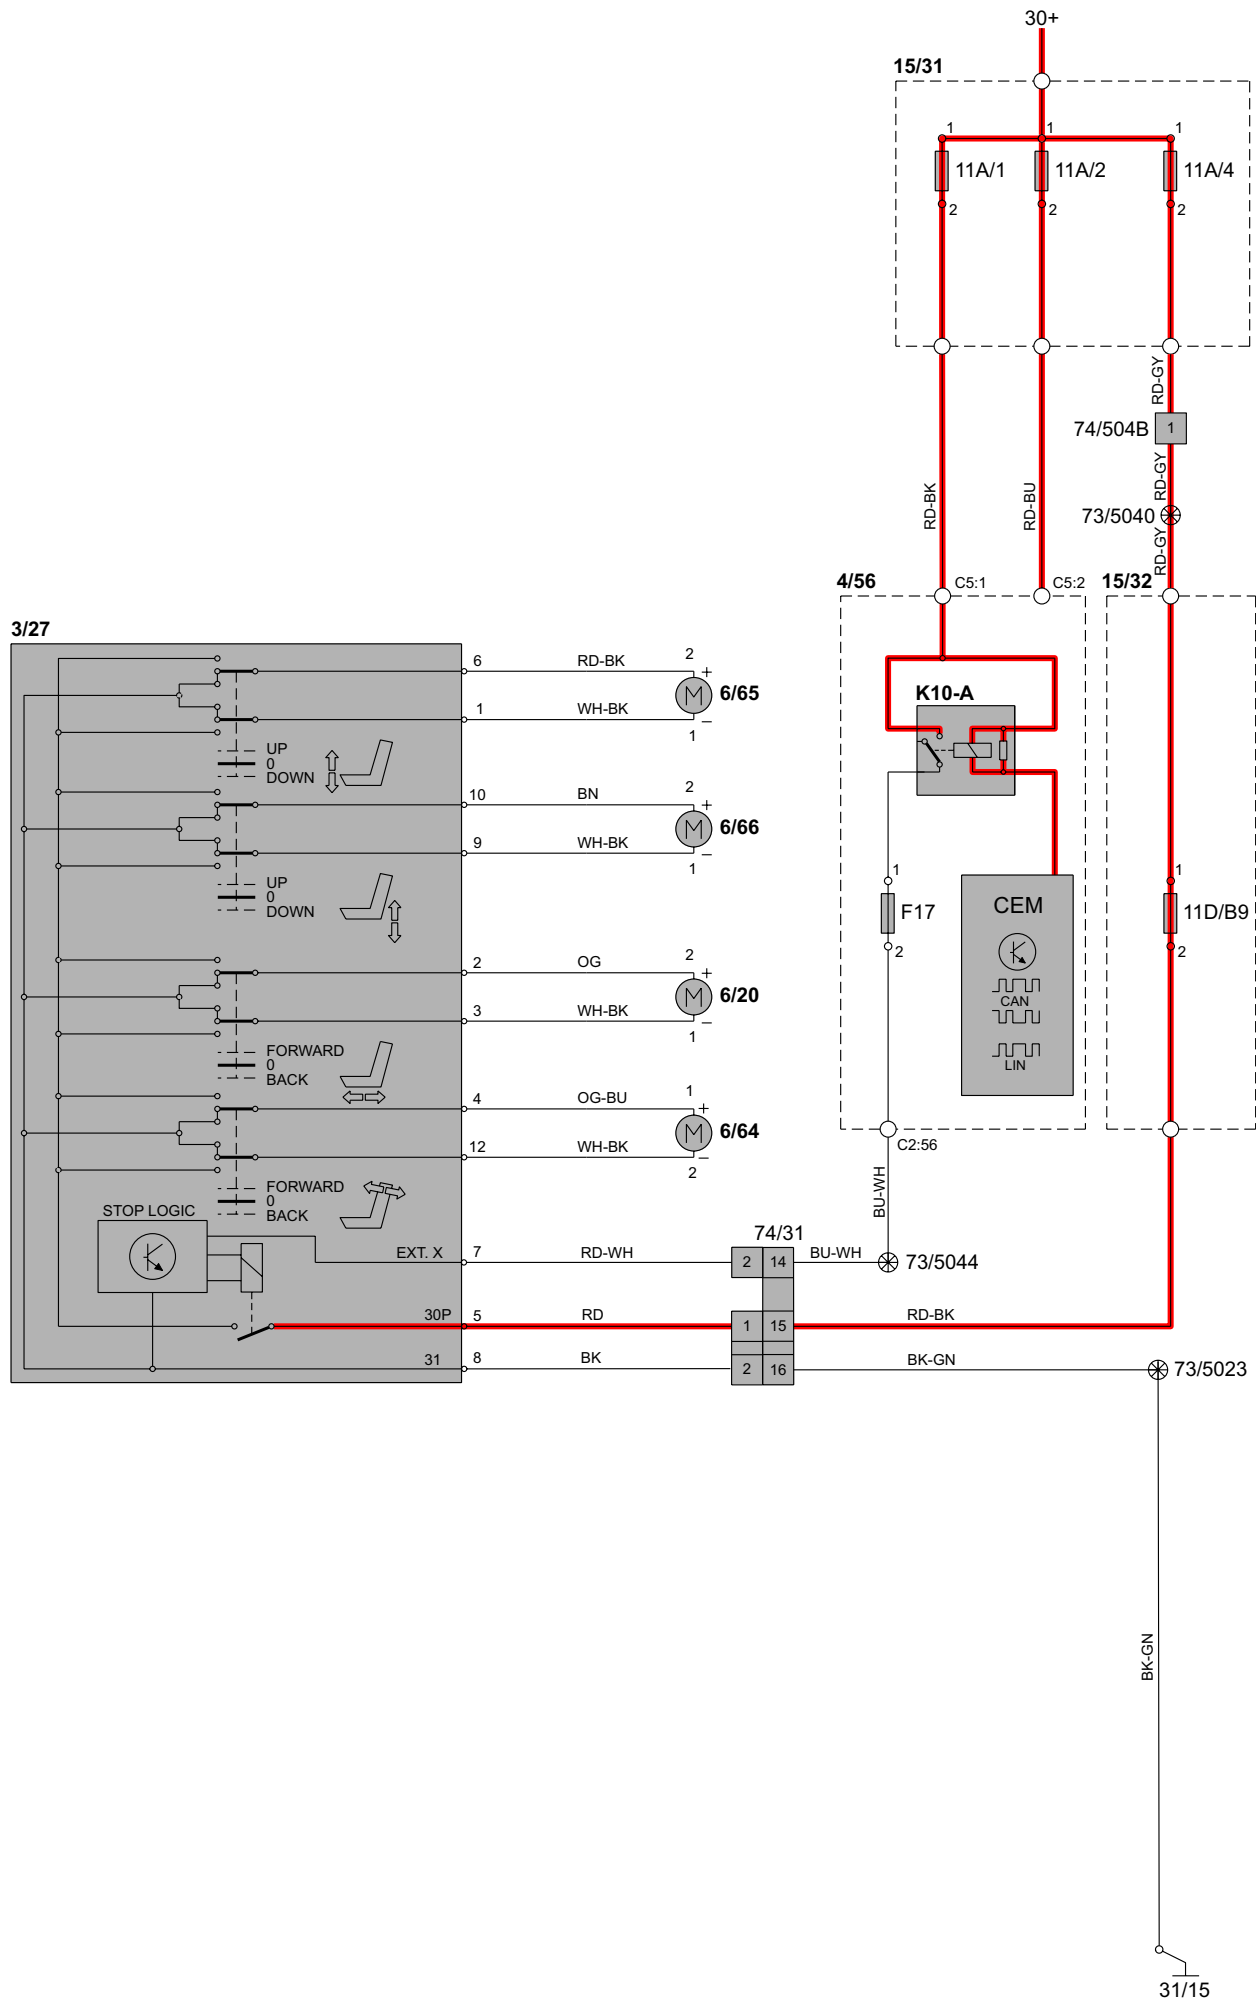 30+
15/31
1 1 1
11A/1 11A/2 11A/4
2 2 2
RD-GY
74/504B 1
RD-GY
RD-BK RD-BU
73/5040
RD-GY
4/56 C5:1 C5:2 15/32
3/27
6 RD-BK 2 +
6/65 M
1 WH-BK 1 –
K10-A
UP
0
DOWN
10 BN 2 +
6/66 M
9 WH-BK 1 –
1 1
UP
0
DOWN
F17 CEM 11D/B9
2 2
CAN
LIN
2 OG 2 +
6/20 M
3 WH-BK 1 –
FORWARD
0
BACK
4 OG-BU 1 +
6/64 M
12 WH-BK 2 –
C2:56
BU-WH
FORWARD
0
BACK
STOP LOGIC
74/31
EXT. X 7 RD-WH 2 14 BU-WH 73/5044
30P 5 RD 1 15 RD-BK
31 8 BK 2 16 BK-GN 73/5023
BK-GN
31/15